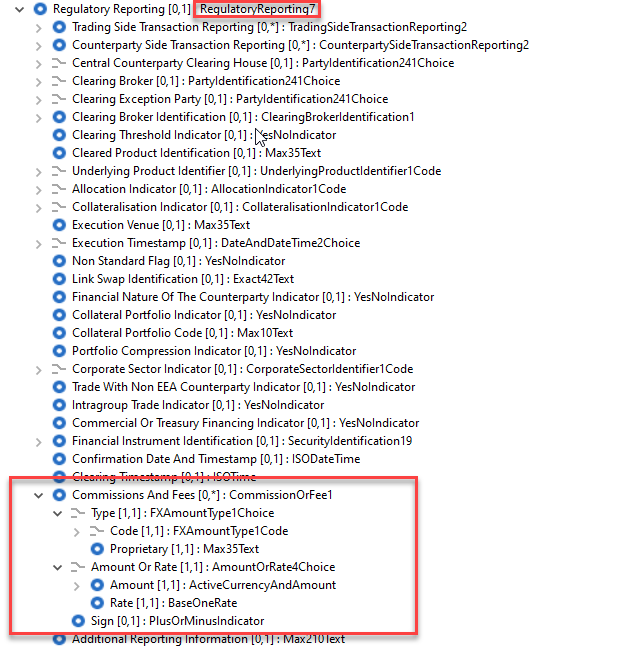 Regulatory Reporting [0,1] RegulatoryReporting7
Trading Side Transaction Reporting [0,*] : TradingSideTransactionReporting2
Counterparty Side Transaction Reporting [0,*] : CounterpartySideTransactionReporting2
Central Counterparty Clearing House [0,1] : PartyIdentification241Choice
Clearing Broker [0,1] : PartyIdentification241Choice
Clearing Exception Party [0,1] : PartyIdentification241Choice
Clearing Broker Identification [0,1] : ClearingBrokerIdentification1
Clearing Threshold Indicator [0,1] : YesNoIndicator
Cleared Product Identification [0,1] : Max35Text
Underlying Product Identifier [0,1] : UnderlyingProductIdentifier1Code
Allocation Indicator [0,1] : AllocationIndicator1Code
Collateralisation Indicator [0,1] : CollateralisationIndicator1Code
Execution Venue [0,1] : Max35Text
Execution Timestamp [0,1] : DateAndDateTime2Choice
Non Standard Flag [0,1] : YesNoIndicator
Link Swap Identification [0,1] : Exact42Text
Financial Nature Of The Counterparty Indicator [0,1] : YesNoIndicator
Collateral Portfolio Indicator [0,1] : YesNoIndicator
Collateral Portfolio Code [0,1] : Max10Text
Portfolio Compression Indicator [0,1] : YesNoIndicator
Corporate Sector Indicator [0,1] : CorporateSectorIdentifier1Code
Trade With Non EEA Counterparty Indicator [0,1] : YesNoIndicator
Intragroup Trade Indicator [0,1] : YesNoIndicator
Commercial Or Treasury Financing Indicator [0,1] : YesNoIndicator
Financial Instrument Identification [0,1] : SecurityIdentification19
Confirmation Date And Timestamp [0,1] : ISODateTime
Clearing Timestamp [0,1] : ISOTime
Commissions And Fees [0,*] : CommissionOrFee1
Type [1,1] : FXAmountType1Choice
Code [1,1] : FXAmountType1Code
Proprietary [1,1] : Max35Text
Amount Or Rate [1,1] : AmountOrRate4Choice
Amount [1,1] : ActiveCurrencyAndAmount
Rate [1,1] : BaseOneRate
Sign [0,1] : PlusOrMinusIndicator
Additional Reporting Information [0,1] : Max210Text